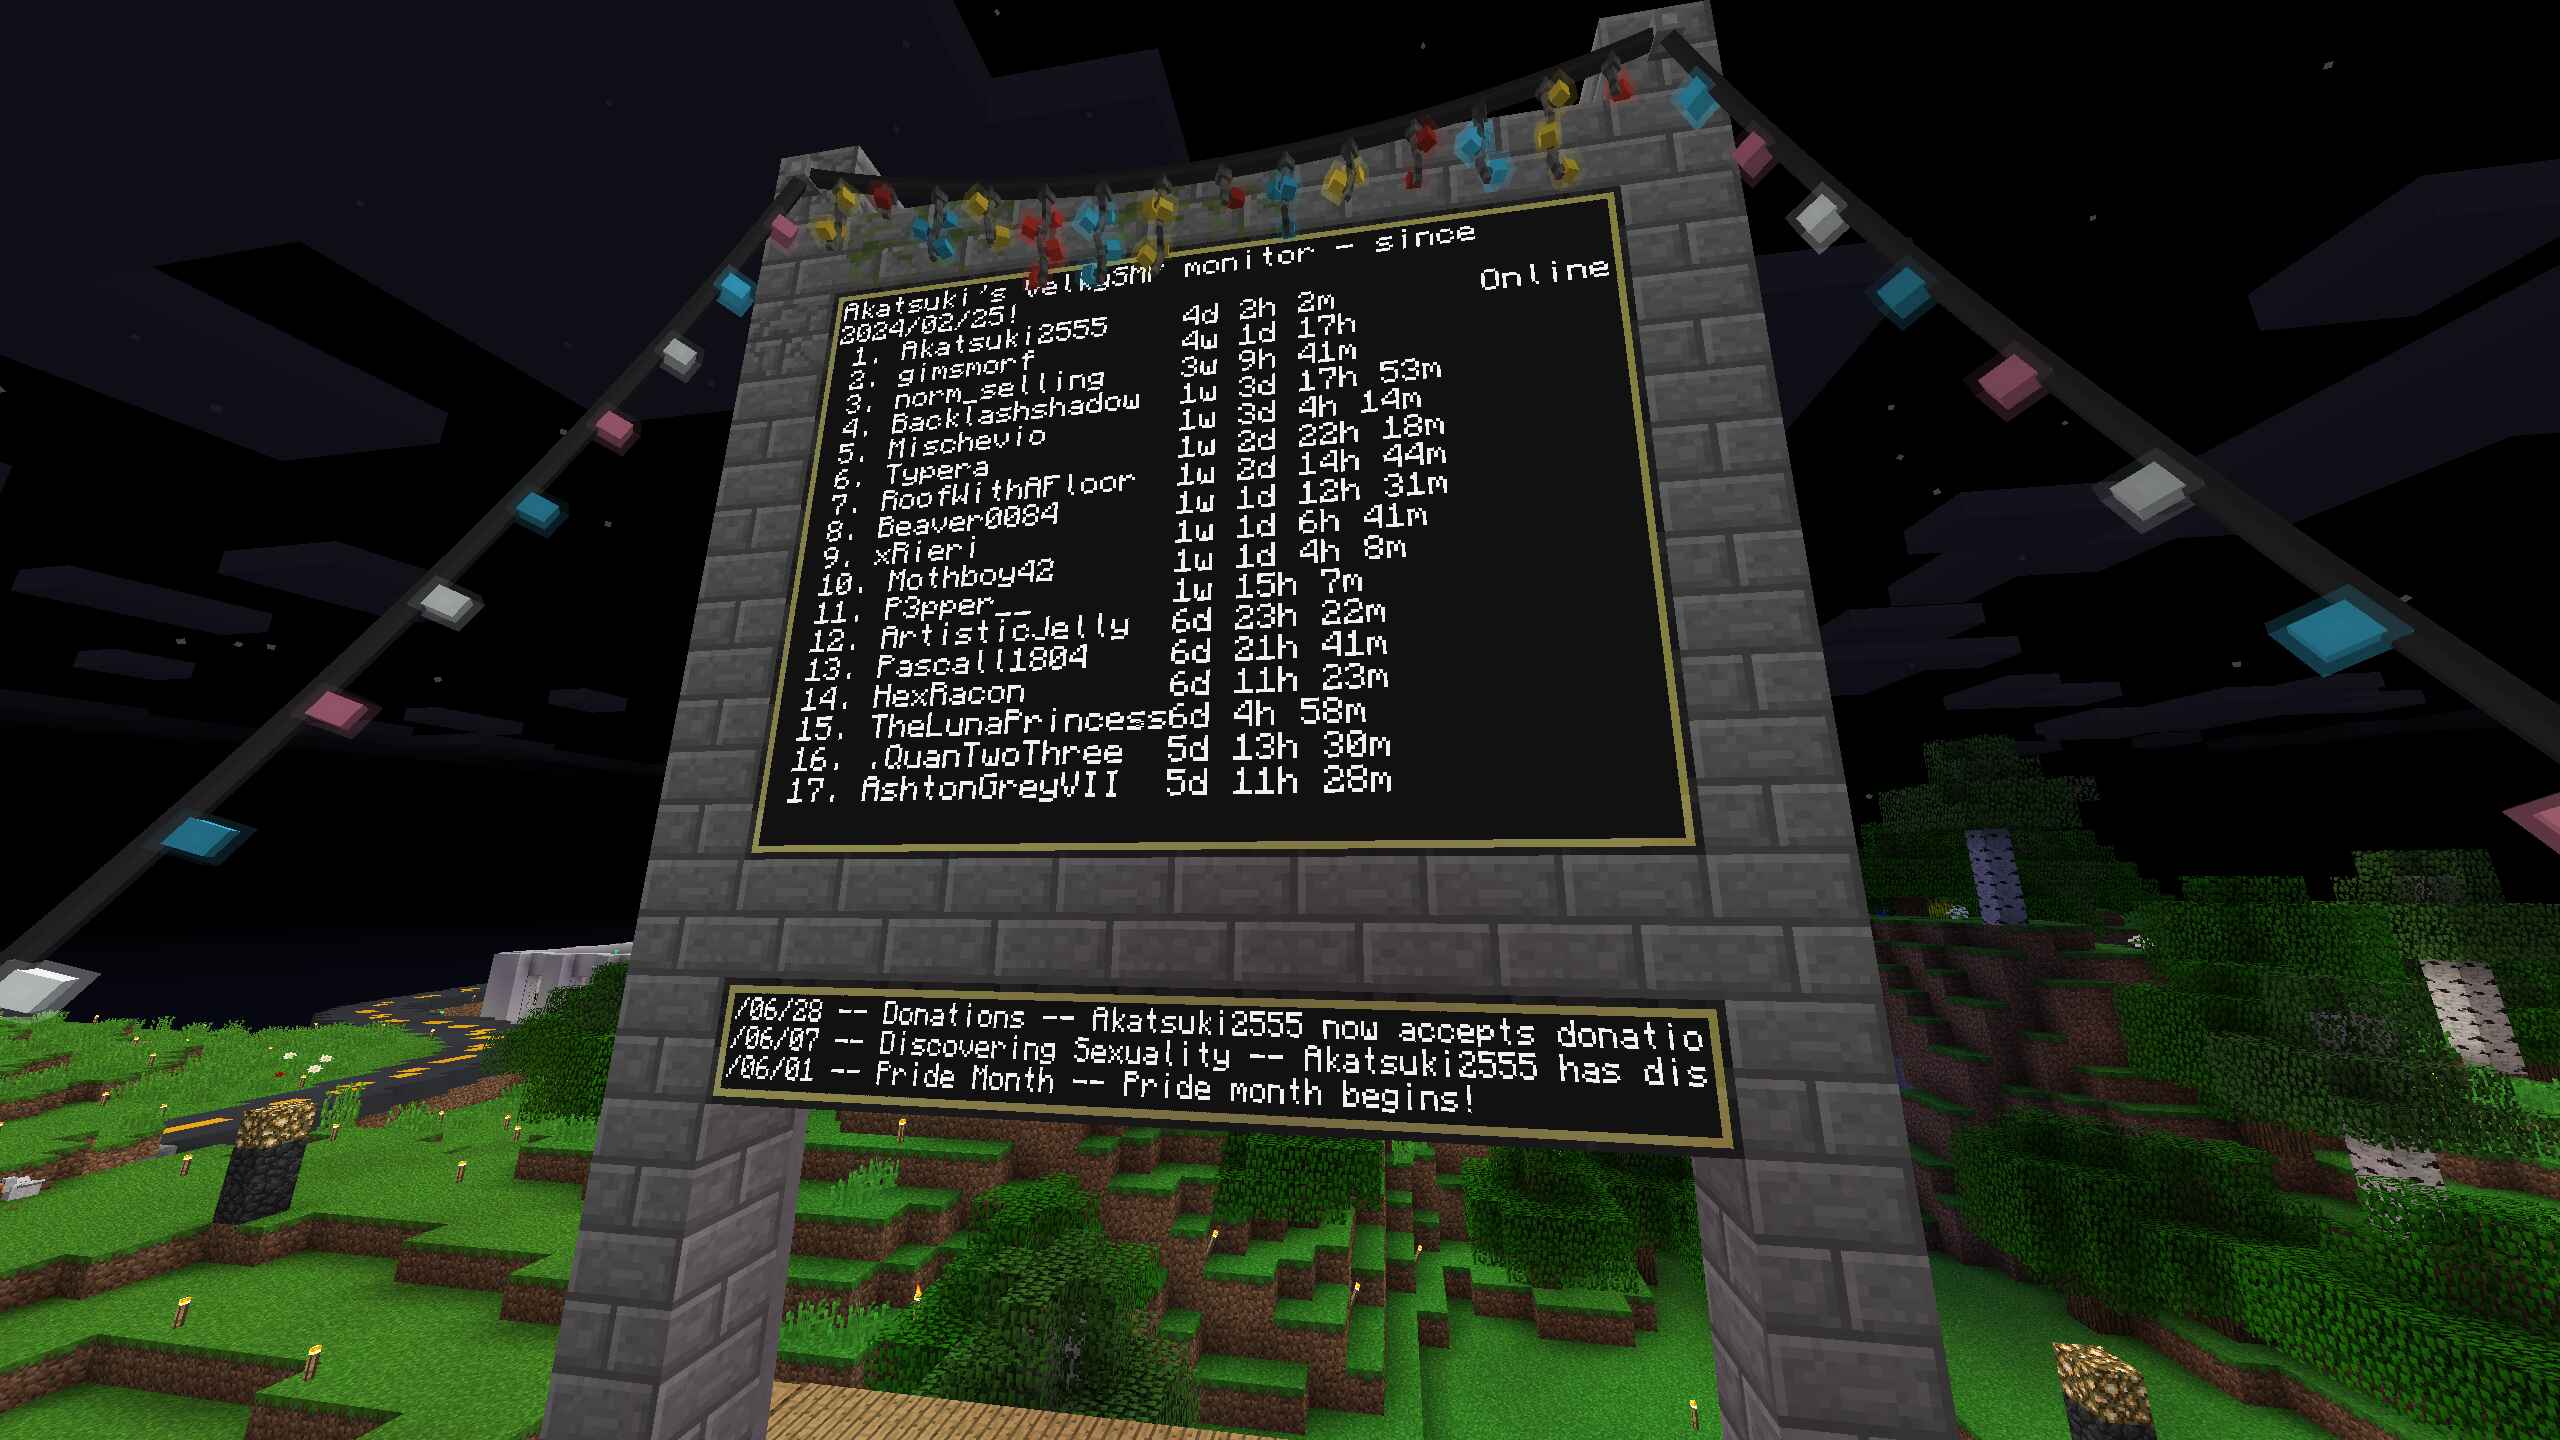 Akatsuki's VelkySMP monitor - since
2024/02/25!
1. Akatsuki2555 4d 2h 2m Online
2. gimsmorf 4w 1d 17h
3. norm_selling 3w 9h 41m
4. Backlashshadow 1w 3d 17h 53m
5. Mischevio 1w 3d 4h 14m
6. Typera 1w 2d 22h 18m
7. RoofWithAFloor 1w 2d 14h 44m
8. Beaver0084 1w 1d 12h 31m
9. xRieri 1w 1d 6h 41m
10. Mothboy42 1w 1d 4h 8m
11. P3pper__ 1w 15h 7m
12. ArtisticJelly 6d 23h 22m
13. Pascal11804 6d 21h 41m
14. HexRacon 6d 11h 23m
15. TheLunaPrincess6d 4h 58m
16. .QuanTwoThree 5d 13h 30m
17. AshtonGreyVII 5d 11h 28m
/06/28 -- Donations -- Akatsuki2555 now accepts donatio
/06/07 -- Discovering Sexuality -- Akatsuki2555 has dis
/06/01 -- Pride Month -- Pride month begins!